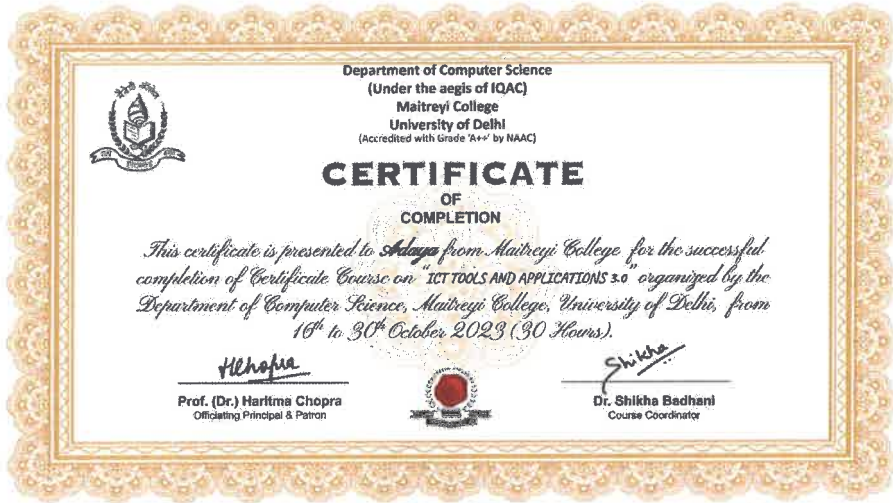 Department of Computer Science
(Under the aegis of IQAC)
Maitreyi College
University of Delhi
(Accredited with Grade 'A++' by NAAC)
CERTIFICATE
OF
COMPLETION
This certificate is presented to Adaya from Maitreyi College for the successful
completion of Certificate Course on "ICT TOOLS AND APPLICATIONS 3.0" organized by the
Department of Computer Science, Maitreyi College, University of Delhi, from
16th to 30th October 2023 (30 Hours).
HChopra
Shikha
Prof. (Dr.) Haritma Chopra
Dr. Shikha Badhani
Officiating Principal & Patron
Course Coordinator